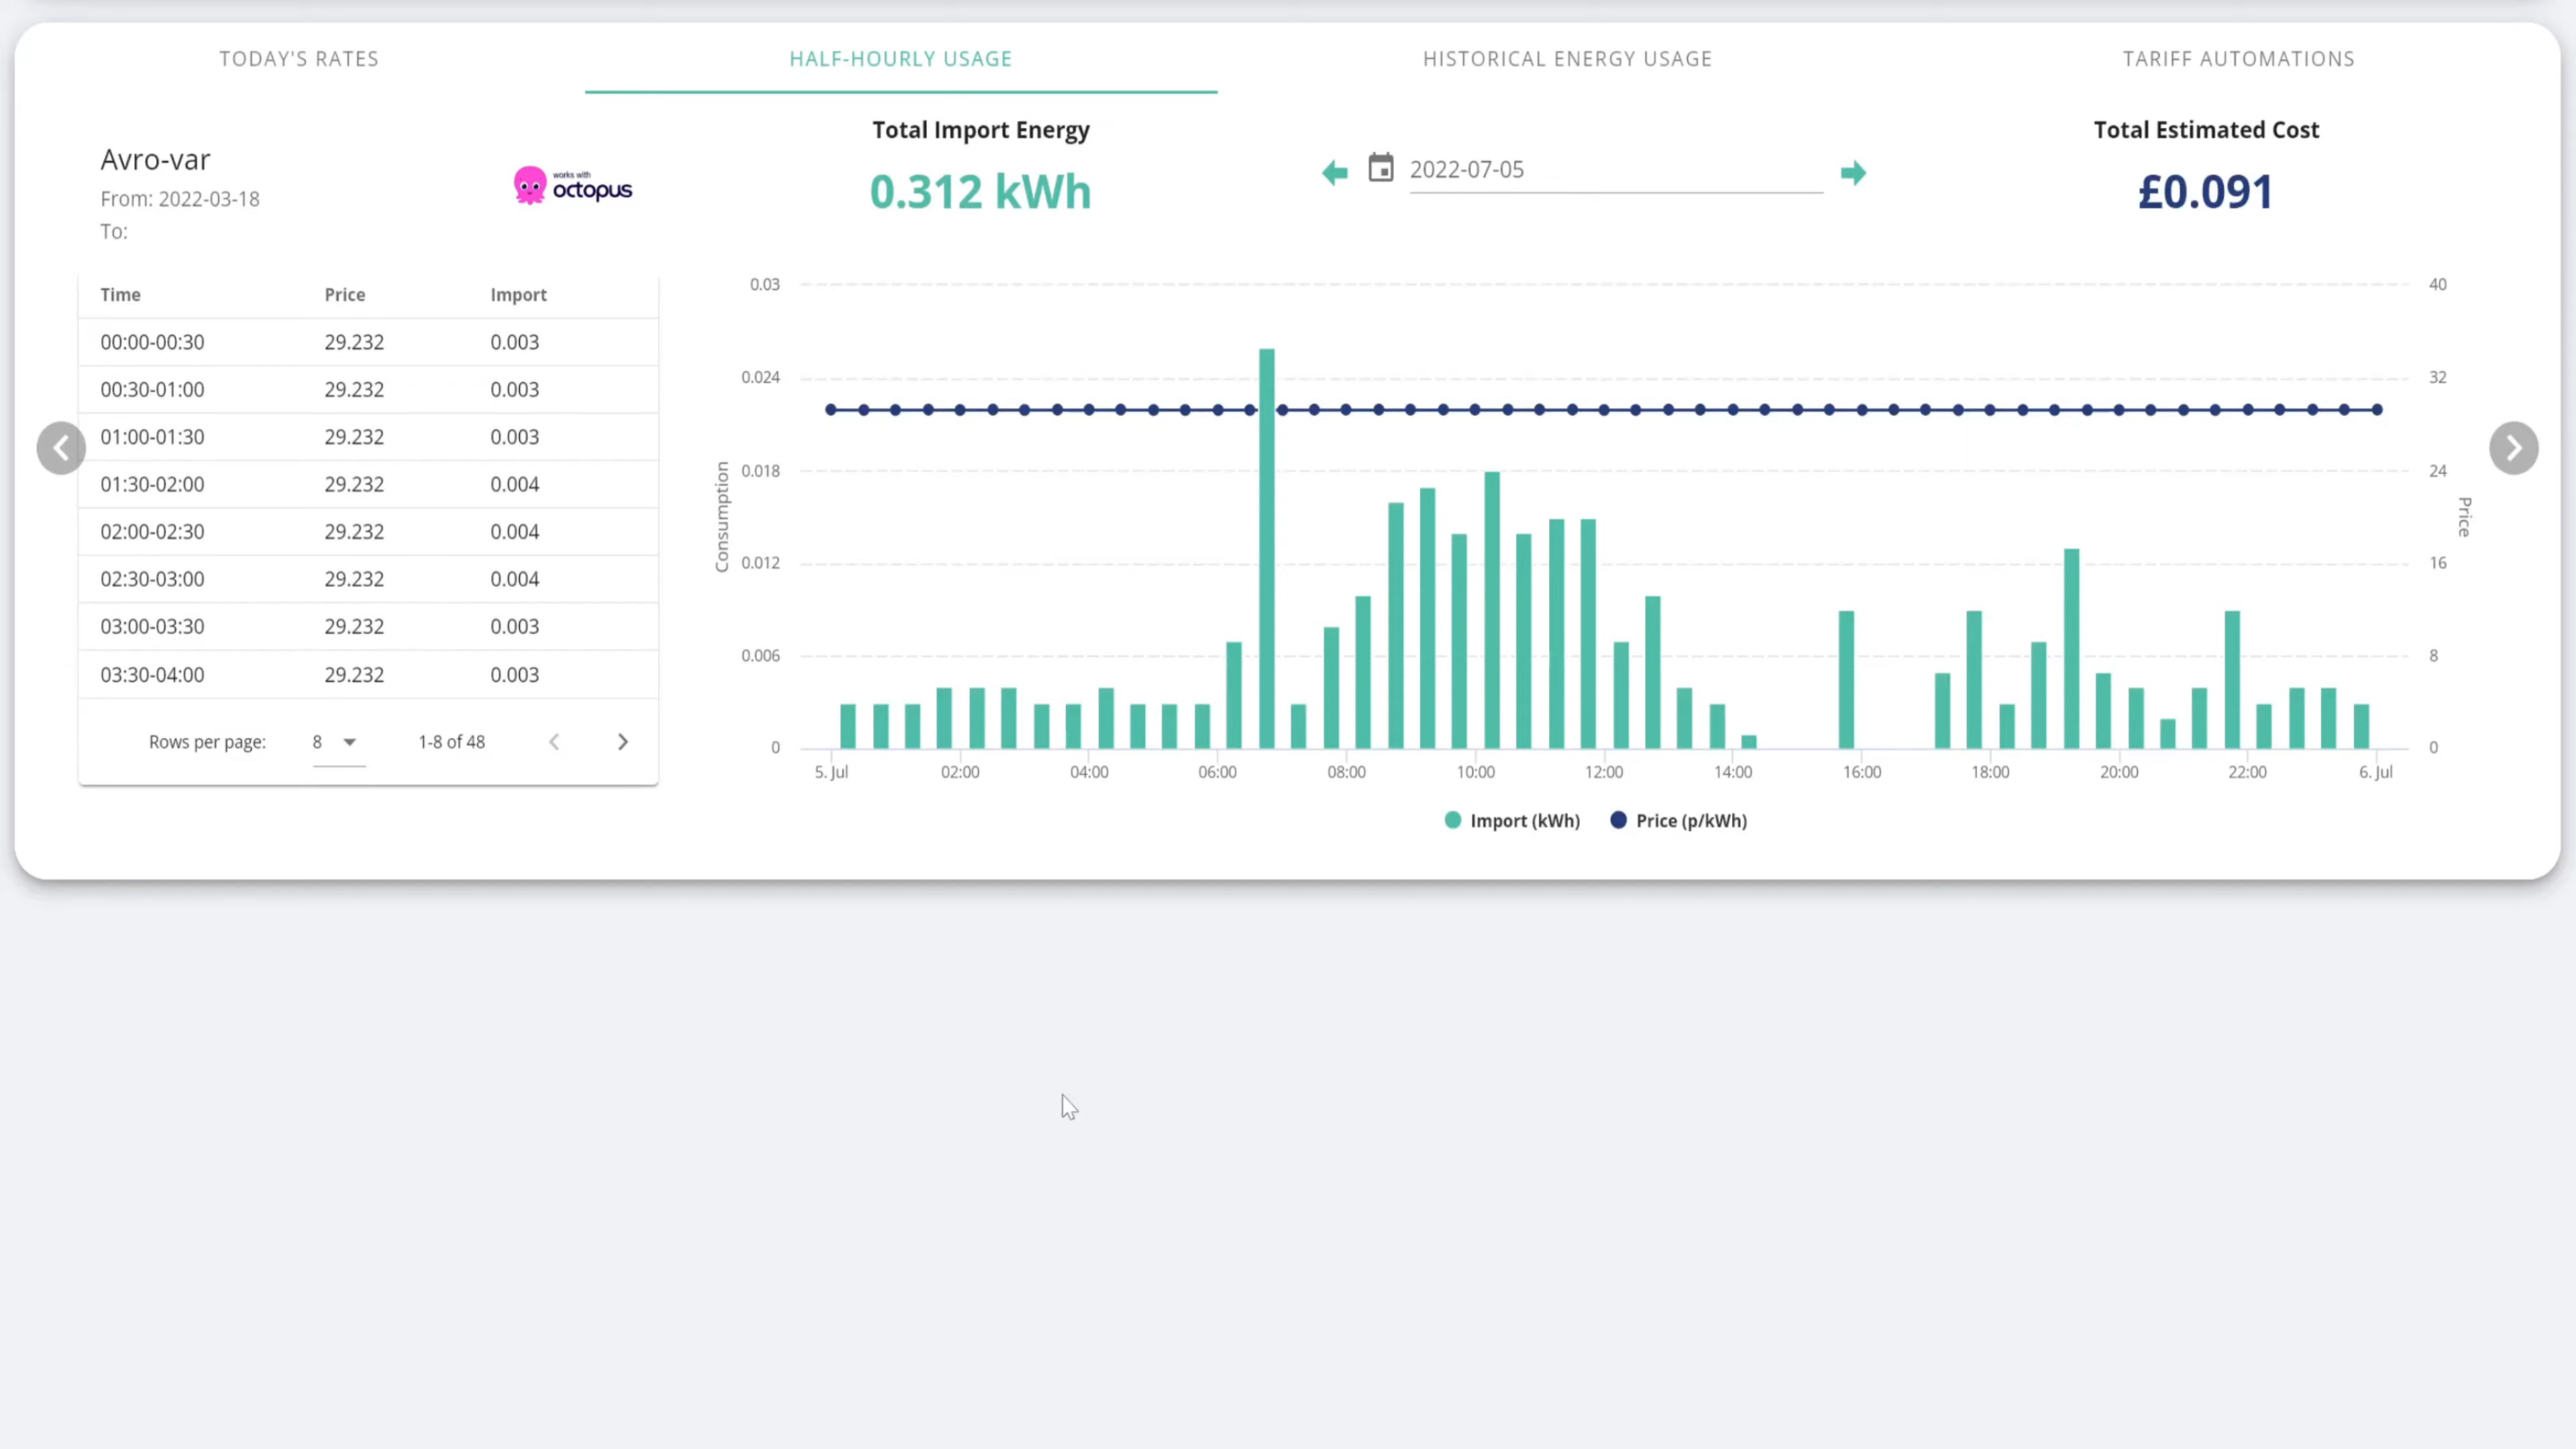 TODAY'S RATES
HALF-HOURLY USAGE
HISTORICAL ENERGY USAGE
TARIFF AUTOMATIONS
Avro-var
From: 2022-03-18
To:
works with
octopus
Total Import Energy
0.312 kWh
2022-07-05
Total Estimated Cost
£0.091
Time Price Import
00:00-00:30 29.232 0.003
00:30-01:00 29.232 0.003
01:00-01:30 29.232 0.003
01:30-02:00 29.232 0.004
02:00-02:30 29.232 0.004
02:30-03:00 29.232 0.004
03:00-03:30 29.232 0.003
03:30-04:00 29.232 0.003
Rows per page: 8 1-8 of 48
Consumption
0.03
0.024
0.018
0.012
0.006
0
40
32
24
16
8
0
Price
5. Jul 02:00 04:00 06:00 08:00 10:00 12:00 14:00 16:00 18:00 20:00 22:00 6. Jul
Import (kWh) Price (p/kWh)